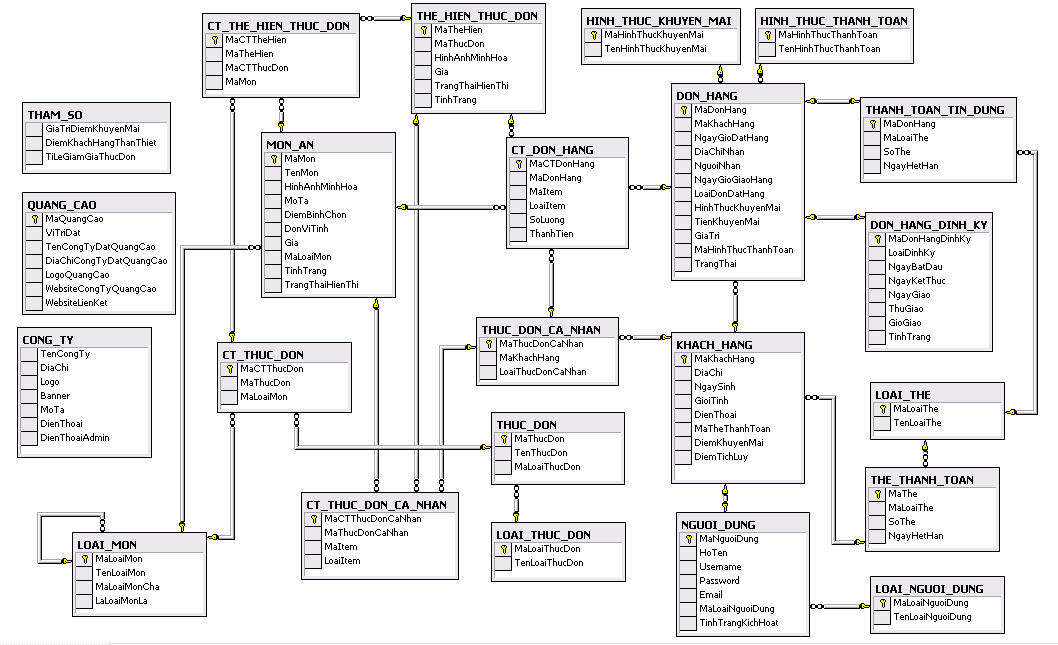 CT_THE_HIEN_THUC_DON
MaCTTheHien
MaTheHien
MaCTThucDon
MaMon
THE_HIEN_THUC_DON
MaTheHien
MaThucDon
HinhAnhMinhHoa
Gia
TrangThaiHienThi
TinhTrang
HINH_THUC_KHUYEN_MAI
MaHinhThucKhuyenMai
TenHinhThucKhuyenMai
HINH_THUC_THANH_TOAN
MaHinhThucThanhToan
TenHinhThucThanhToan
THAM_SO
GiaTriDiemKhuyenMai
DiemKhachHangThanThiet
TiLeGiamGiaThucDon
MON_AN
MaMon
TenMon
HinhAnhMinhHoa
MoTa
DiemBinhChon
DonViTinh
Gia
MaLoaiMon
TinhTrang
TrangThaiHienThi
CT_DON_HANG
MaCTDonHang
MaDonHang
MaItem
LoaiItem
SoLuong
ThanhTien
DON_HANG
MaDonHang
MaKhachHang
NgayGioDatHang
DiaChiNhan
NguoiNhan
NgayGioGiaoHang
LoaiDonDatHang
HinhThucKhuyenMai
TienKhuyenMai
GiaTri
MaHinhThucThanhToan
TrangThai
THANH_TOAN_TIN_DUNG
MaDonHang
MaLoaiThe
SoThe
NgayHetHan
QUANG_CAO
MaQuangCao
ViTriDat
TenCongTyDatQuangCao
DiaChiCongTyDatQuangCao
LogoQuangCao
WebsiteCongTyQuangCao
WebsiteLienKet
DON_HANG_DINH_KY
MaDonHangDinhKy
LoaiDinhKy
NgayBatDau
NgayKetThuc
NgayGiao
ThuGiao
GioGiao
TinhTrang
CONG_TY
TenCongTy
DiaChi
Logo
Banner
MoTa
DienThoai
DienThoaiAdmin
CT_THUC_DON
MaCTThucDon
MaThucDon
MaLoaiMon
THUC_DON_CA_NHAN
MaThucDonCaNhan
MaKhachHang
LoaiThucDonCaNhan
KHACH_HANG
MaKhachHang
DiaChi
NgaySinh
GioiTinh
DienThoai
MaTheThanhToan
DiemKhuyenMai
DiemTichLuy
LOAI_THE
MaLoaiThe
TenLoaiThe
THUC_DON
MaThucDon
TenThucDon
MaLoaiThucDon
THE_THANH_TOAN
MaThe
MaLoaiThe
SoThe
NgayHetHan
CT_THUC_DON_CA_NHAN
MaCTThucDonCaNhan
MaThucDonCaNhan
MaItem
LoaiItem
LOAI_THUC_DON
MaLoaiThucDon
TenLoaiThucDon
NGUOI_DUNG
MaNguoiDung
HoTen
Username
Password
Email
MaLoaiNguoiDung
TinhTrangKichHoat
LOAI_MON
MaLoaiMon
TenLoaiMon
MaLoaiMonCha
LaLoaiMonLa
LOAI_NGUOI_DUNG
MaLoaiNguoiDung
TenLoaiNguoiDung